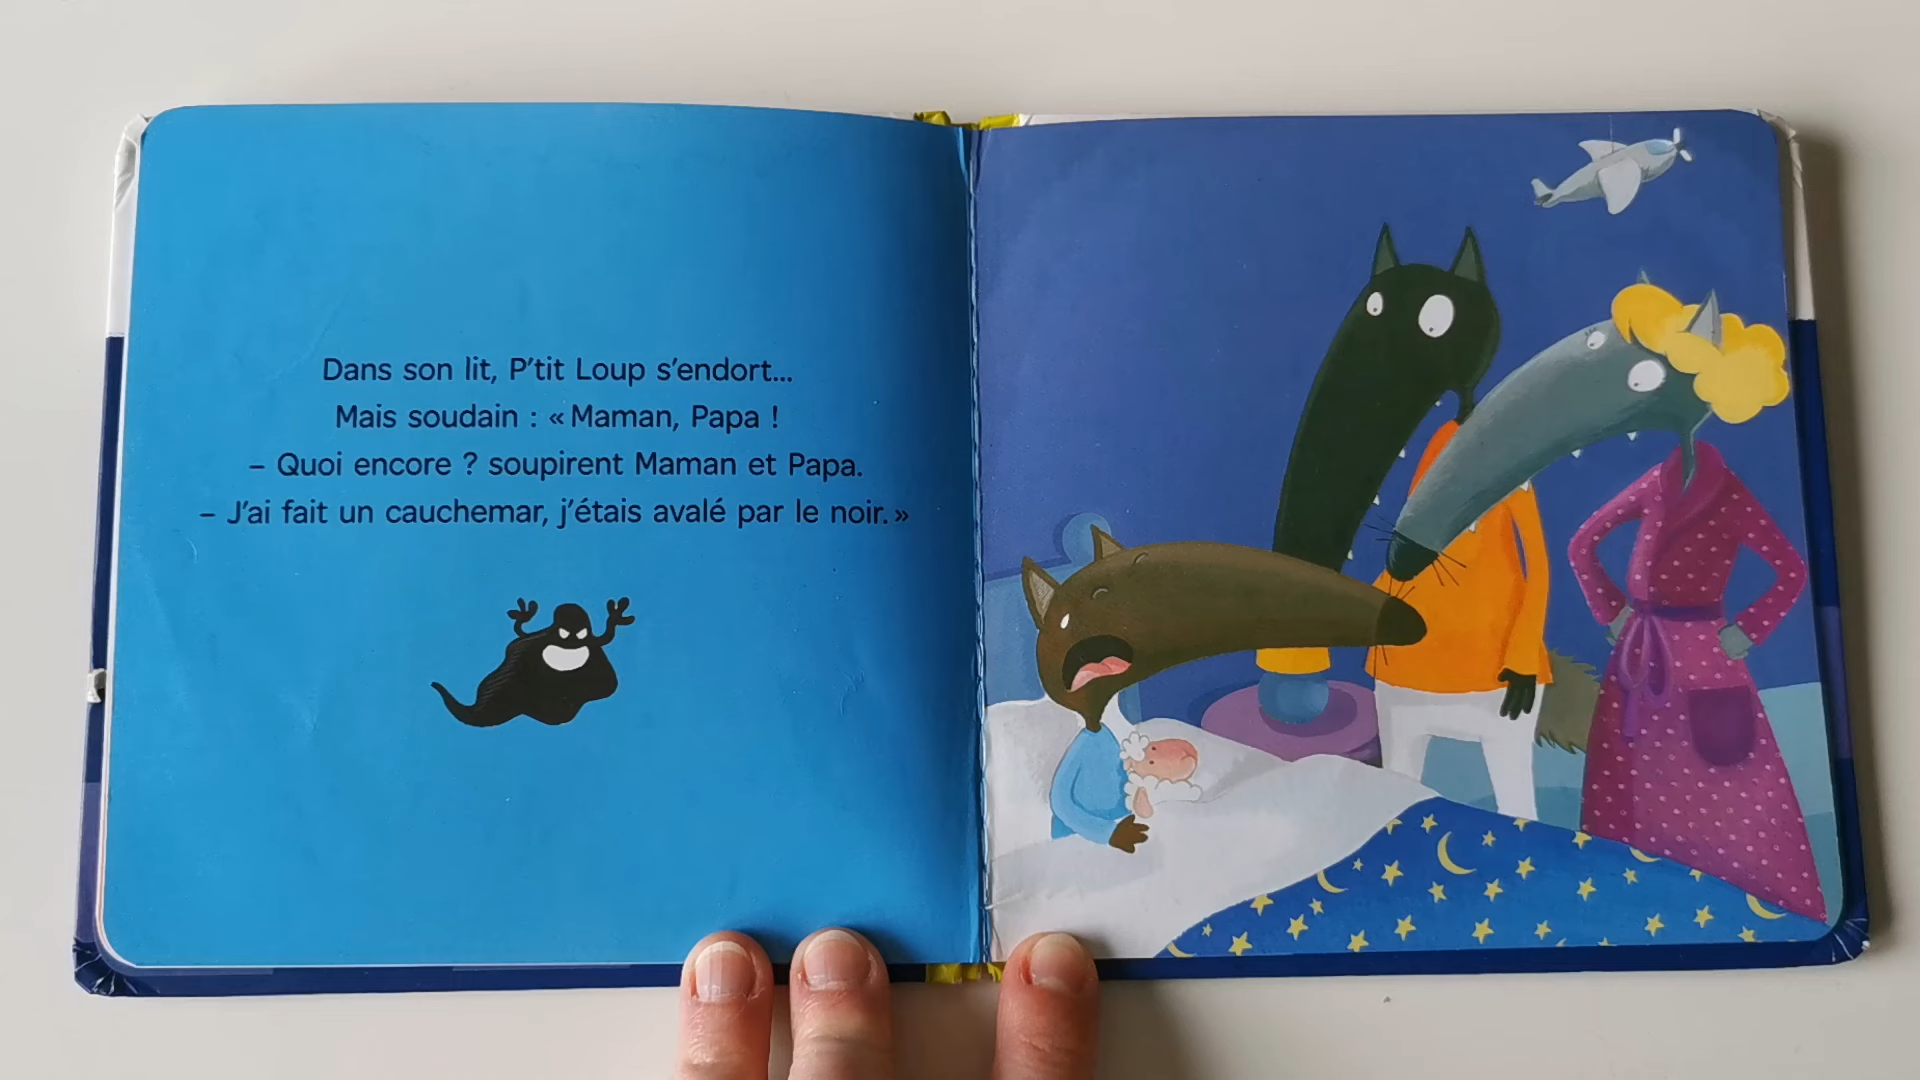 Dans son lit, P'tit Loup s'endort...
Mais soudain : « Maman, Papa !
– Quoi encore ? soupirent Maman et Papa.
– J'ai fait un cauchemar, j'étais avalé par le noir. »